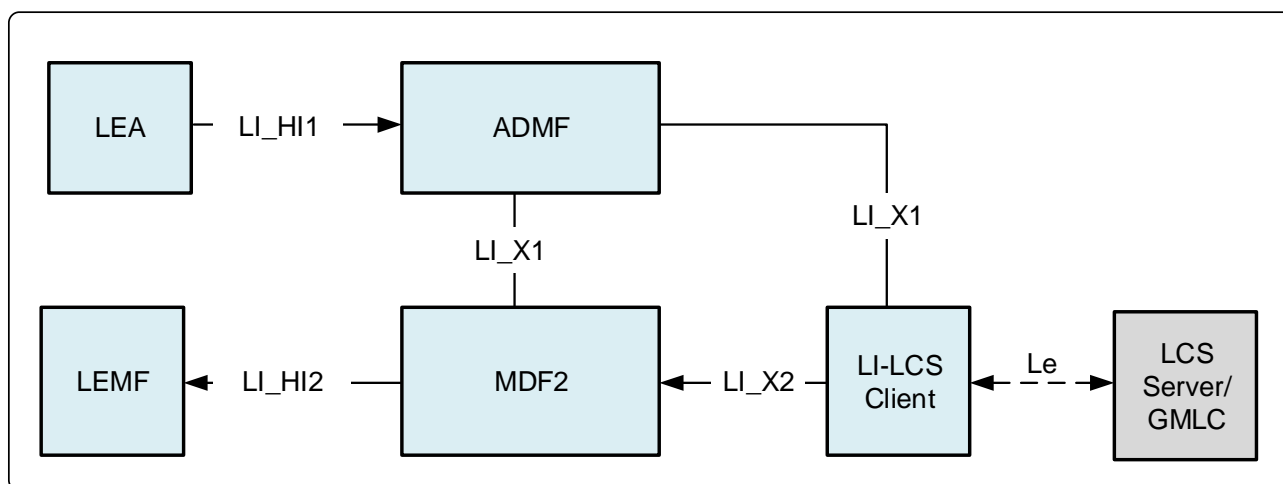 LEA
LI_HI1
ADMF
LI_X1
LI_X1
LEMF
LI_HI2
MDF2
LI_X2
LI-LCS
Client
Le
LCS
Server/
GMLC